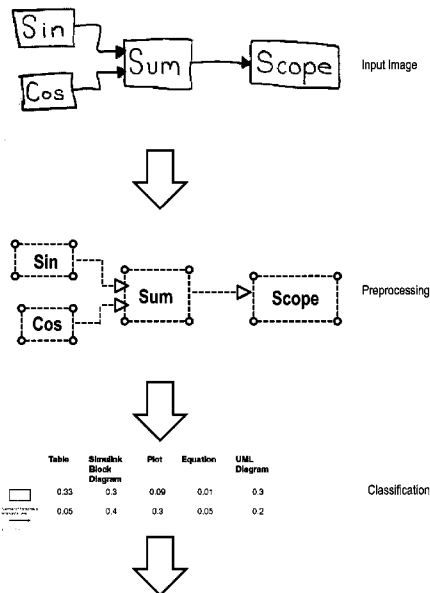 Sin
Cos
Sum
Scope
Input Image
Sin
Cos
Sum
Scope
Preprocessing
Table Simulink Block Diagram Plot Equation UML Diagram
0.33 0.3 0.09 0.01 0.3
0.05 0.4 0.3 0.05 0.2
Classification